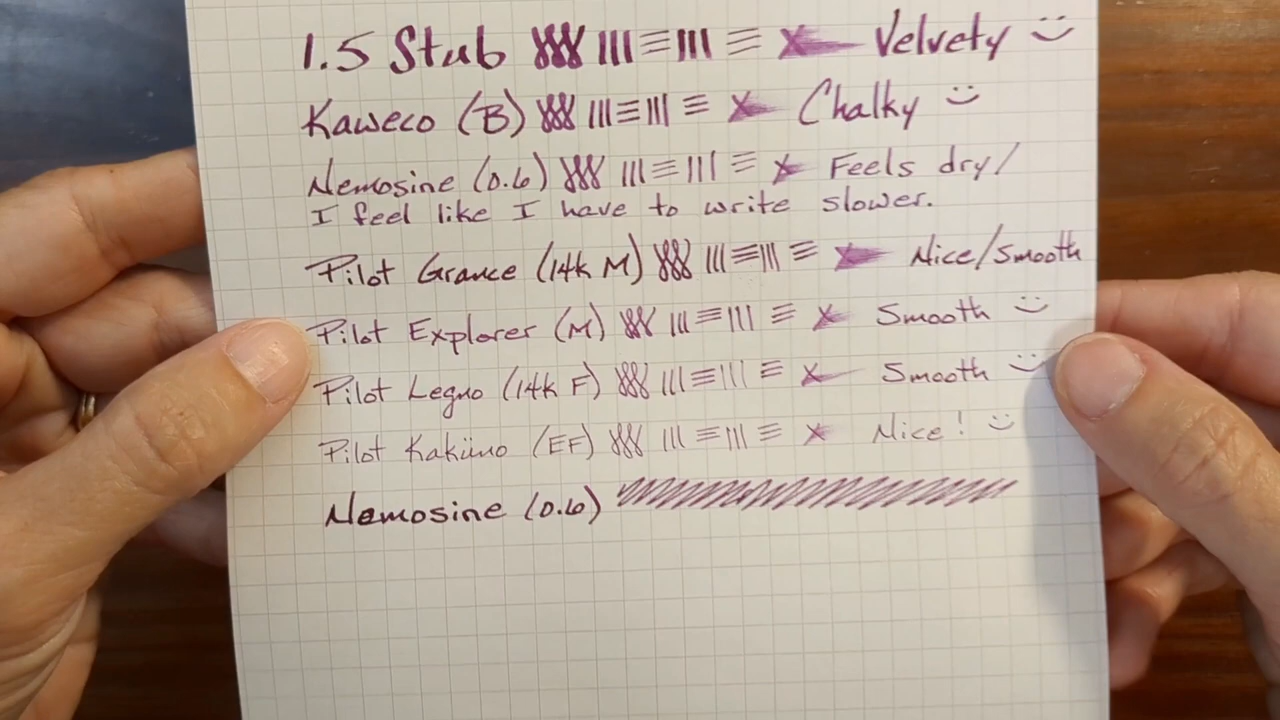 1.5 Stub Velvety
Kaweco (B) Chalky
Nemosine (0.6) Feels dry/
I feel like I have to write slower.
Pilot Grance (14k M) Nice/Smooth
Pilot Explorer (M) Smooth
Pilot Legno (14k F) Smooth
Pilot Kaküno (EF) Nice!
Nemosine (0.6)